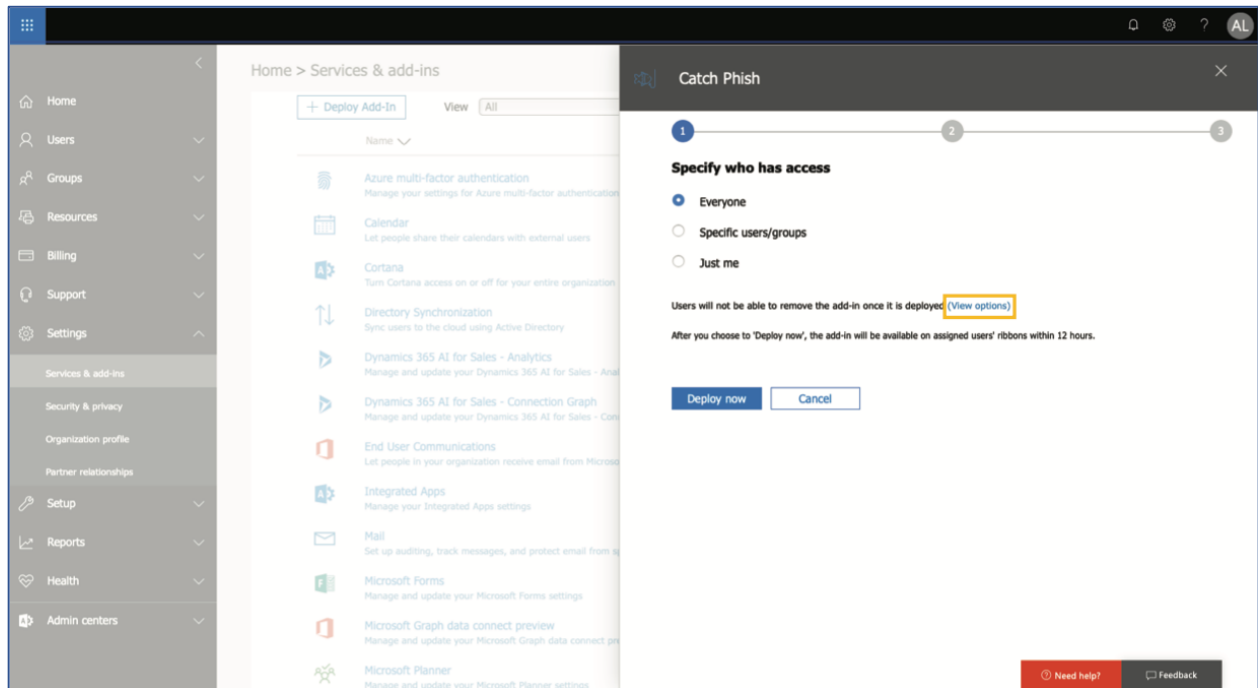 AL
Home
Users
Groups
Resources
Billing
Support
Settings
Services & add-ins
Security & privacy
Organization profile
Partner relationships
Setup
Reports
Health
Admin centers
Home > Services & add-ins
+ Deploy Add-In View All
Name
Azure multi-factor authentication
Manage your settings for Azure multi-factor authentication
Calendar
Let people share their calendars with external users
Cortana
Turn Cortana access on or off for your entire organization
Directory Synchronization
Sync users to the cloud using Active Directory
Dynamics 365 AI for Sales - Analytics
Manage and update your Dynamics 365 AI for Sales - Anal
Dynamics 365 AI for Sales - Connection Graph
Manage and update your Dynamics 365 AI for Sales - Con
End User Communications
Let people in your organization receive email from Microso
Integrated Apps
Manage your Integrated Apps settings
Mail
Set up auditing, track messages, and protect email from s
Microsoft Forms
Manage and update your Microsoft Forms settings
Microsoft Graph data connect preview
Manage and update your Microsoft Graph data connect pr
Microsoft Planner
Manage and update your Microsoft Planner settings
Catch Phish
1 2 3
Specify who has access
Everyone
Specific users/groups
Just me
Users will not be able to remove the add-in once it is deployed (View options)
After you choose to 'Deploy now', the add-in will be available on assigned users' ribbons within 12 hours.
Deploy now Cancel
Need help? Feedback